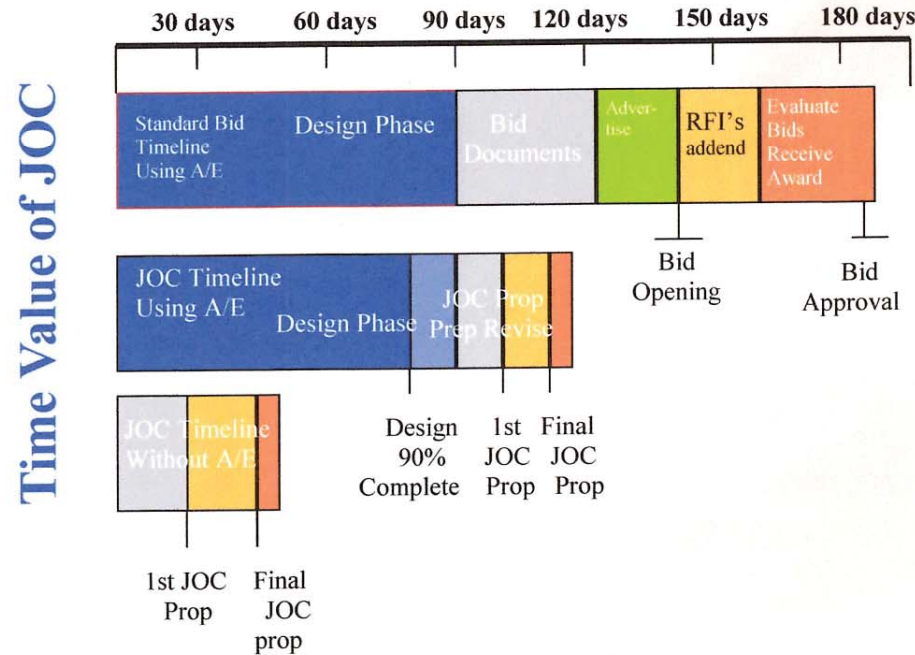 30 days 60 days 90 days 120 days 150 days 180 days
Time Value of JOC
Standard Bid
Timeline
Using A/E
Design Phase
Bid
Documents
Adver-
tise
RFI's
addend
Evaluate
Bids
Receive
Award
Bid
Opening
Bid
Approval
JOC Timeline
Using A/E
Design Phase
JOC Prop
Prep Revise
Design
90%
Complete
1st
JOC
Prop
Final
JOC
Prop
JOC Timeline
Without A/E
1st JOC
Prop
Final
JOC
prop